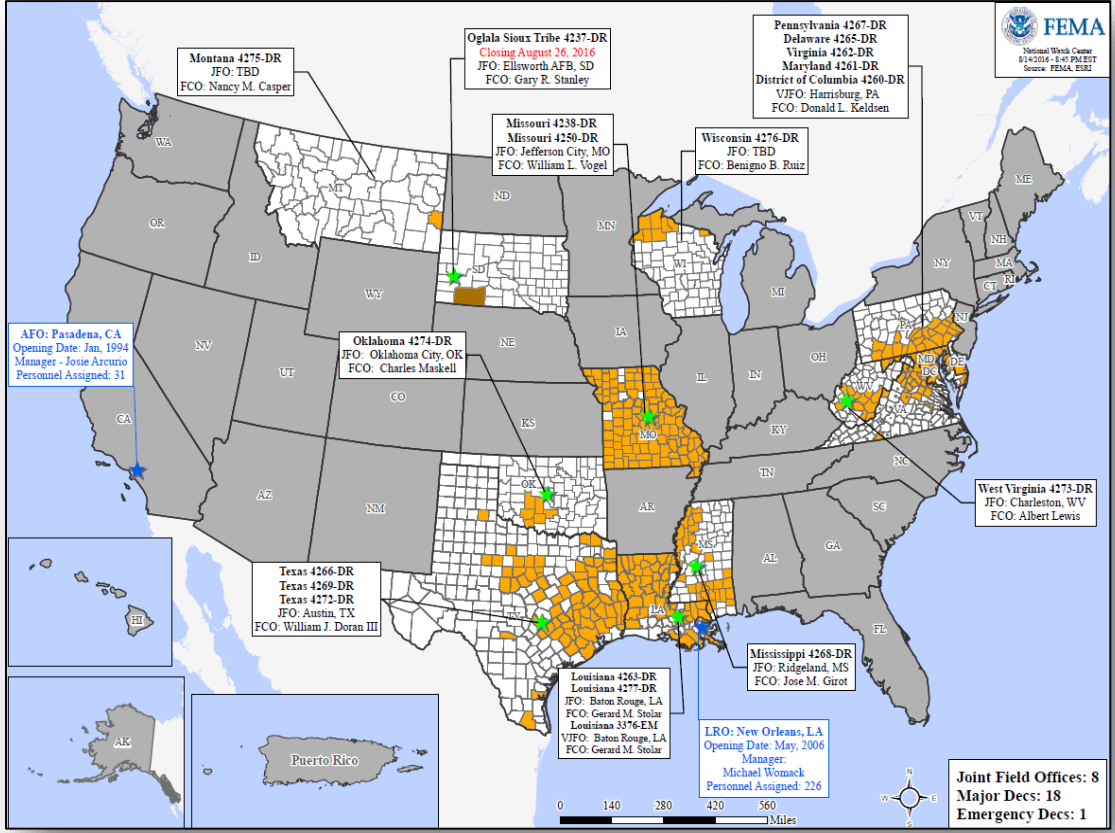 Pennsylvania 4267-DR
Delaware 4265-DR
Virginia 4262-DR
Maryland 4261-DR
District of Columbia 4260-DR
VJFO: Harrisburg, PA
FCO: Donald L. Keldsen
FEMA
National Watch Center
8/14/2016 - 8:45 PM EST
Source: FEMA, ESRI
Oglala Sioux Tribe 4237-DR
Closing August 26, 2016
JFO: Ellsworth AFB, SD
FCO: Gary R. Stanley
Montana 4275-DR
JFO: TBD
FCO: Nancy M. Casper
Missouri 4238-DR
Missouri 4250-DR
JFO: Jefferson City, MO
FCO: William L. Vogel
Wisconsin 4276-DR
JFO: TBD
FCO: Benigno B. Ruiz
WA
MT
ND
MN
ME
OR
ID
SD
WI
VT
NH
NY
MA
RI
CT
MI
WY
AFO: Pasadena, CA
Opening Date: Jan, 1994
Manager - Josie Arcurio
Personnel Assigned: 31
NV
UT
NE
IA
PA
NJ
OH
MD
DE
DC
Oklahoma 4274-DR
JFO: Oklahoma City, OK
FCO: Charles Maskell
IL
IN
WV
VA
CA
CO
KS
MO
KY
NC
TN
AZ
NM
OK
AR
SC
West Virginia 4273-DR
JFO: Charleston, WV
FCO: Albert Lewis
MS
AL
GA
Texas 4266-DR
Texas 4269-DR
Texas 4272-DR
JFO: Austin, TX
FCO: William J. Doran III
TX
LA
FL
HI
Mississippi 4268-DR
JFO: Ridgeland, MS
FCO: Jose M. Girot
Louisiana 4263-DR
Louisiana 4277-DR
JFO: Baton Rouge, LA
FCO: Gerard M. Stolar
Louisiana 3376-EM
VJFO: Baton Rouge, LA
FCO: Gerard M. Stolar
LRO: New Orleans, LA
Opening Date: May, 2006
Manager:
Michael Womack
Personnel Assigned: 226
AK
Puerto Rico
N
W
E
S
0 140 280 420 560
Miles
Joint Field Offices: 8
Major Decs: 18
Emergency Decs: 1